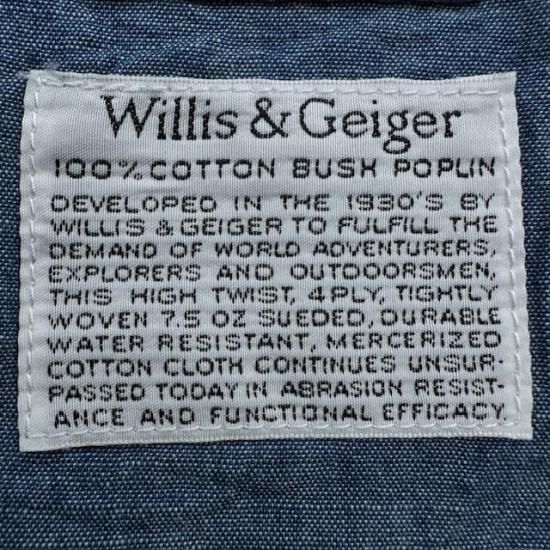 Willis & Geiger
100% COTTON BUSH POPLIN
DEVELOPED IN THE 1930'S BY
WILLIS & GEIGER TO FULFILL THE
DEMAND OF WORLD ADVENTURERS,
EXPLORERS AND OUTDOORSMEN,
THIS HIGH TWIST, 4 PLY, TIGHTLY
WOVEN 7.5 OZ SUEDED, DURABLE
WATER RESISTANT, MERCERIZED
COTTON CLOTH CONTINUES UNSUR-
PASSED TODAY IN ABRASION RESIST-
ANCE AND FUNCTIONAL EFFICACY.